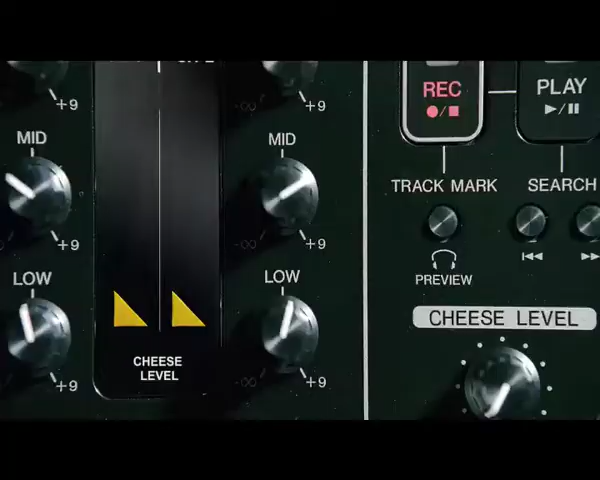 +9
+9
REC
PLAY
MID
MID
TRACK MARK
SEARCH
-∞
+9
+9
PREVIEW
LOW
LOW
CHEESE LEVEL
CHEESE
LEVEL
+9
-∞
+9